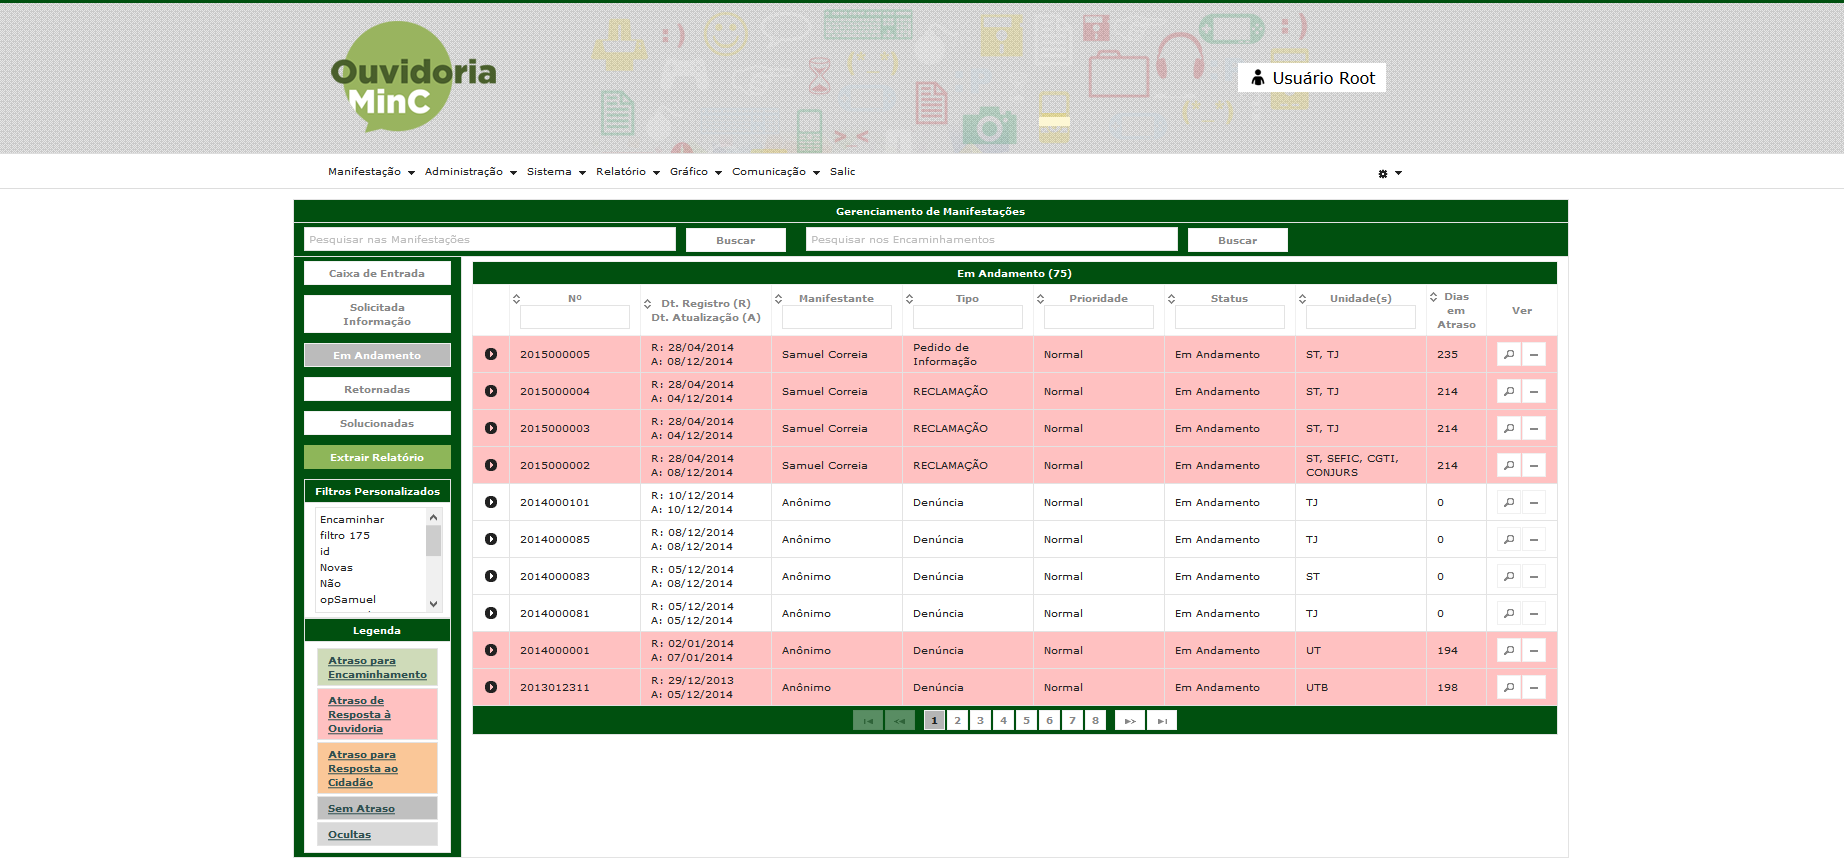 Ouvidoria
MinC
Usuário Root
Manifestação Administração Sistema Relatório Gráfico Comunicação Salic
Gerenciamento de Manifestações
Pesquisar nas Manifestações Buscar Pesquisar nos Encaminhamentos Buscar
Caixa de Entrada
Solicitada
Informação
Em Andamento
Retornadas
Solucionadas
Extrair Relatório
Filtros Personalizados
Encaminhar
filtro 175
id
Novas
Não
opSamuel
Legenda
Atraso para
Encaminhamento
Atraso de
Resposta à
Ouvidoria
Atraso para
Resposta ao
Cidadão
Sem Atraso
Ocultas
Em Andamento (75)
Nº Dt. Registro (R) Dt. Atualização (A) Manifestante Tipo Prioridade Status Unidade(s) Dias em Atraso Ver
2015000005 R: 28/04/2014 A: 08/12/2014 Samuel Correia Pedido de Informação Normal Em Andamento ST, TJ 235
2015000004 R: 28/04/2014 A: 04/12/2014 Samuel Correia RECLAMAÇÃO Normal Em Andamento ST, TJ 214
2015000003 R: 28/04/2014 A: 04/12/2014 Samuel Correia RECLAMAÇÃO Normal Em Andamento ST, TJ 214
2015000002 R: 28/04/2014 A: 08/12/2014 Samuel Correia RECLAMAÇÃO Normal Em Andamento ST, SEFIC, CGTI, CONJURS 214
2014000101 R: 10/12/2014 A: 10/12/2014 Anônimo Denúncia Normal Em Andamento TJ 0
2014000085 R: 08/12/2014 A: 08/12/2014 Anônimo Denúncia Normal Em Andamento TJ 0
2014000083 R: 05/12/2014 A: 08/12/2014 Anônimo Denúncia Normal Em Andamento ST 0
2014000081 R: 05/12/2014 A: 05/12/2014 Anônimo Denúncia Normal Em Andamento TJ 0
2014000001 R: 02/01/2014 A: 07/01/2014 Anônimo Denúncia Normal Em Andamento UT 194
2013012311 R: 29/12/2013 A: 05/12/2014 Anônimo Denúncia Normal Em Andamento UTB 198
1 2 3 4 5 6 7 8